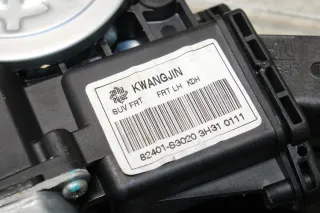 KWANGJIN
SUV FRT FRT LH KDH
82401-S3020 3H31 0111